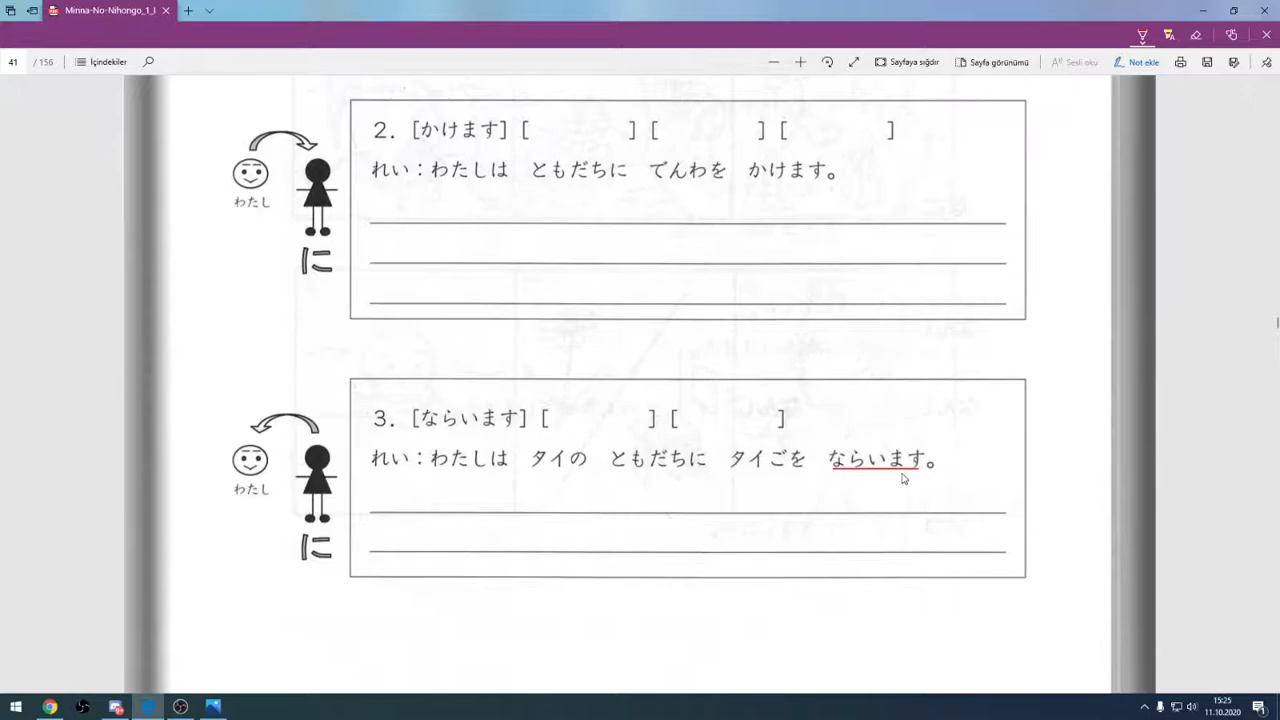 Minna-No-Nihongo_1_
41 / 156 İçindekiler Sayfaya sığdır Sayfa görünümü Sesli oku Not ekle
2. [かけます] [ ] [ ] [ ]
れい：わたしは ともだちに でんわを かけます。
わたし
に
3. [ならいます] [ ] [ ]
れい：わたしは タイの ともだちに タイごを ならいます。
わたし
に
15:25
11.10.2020